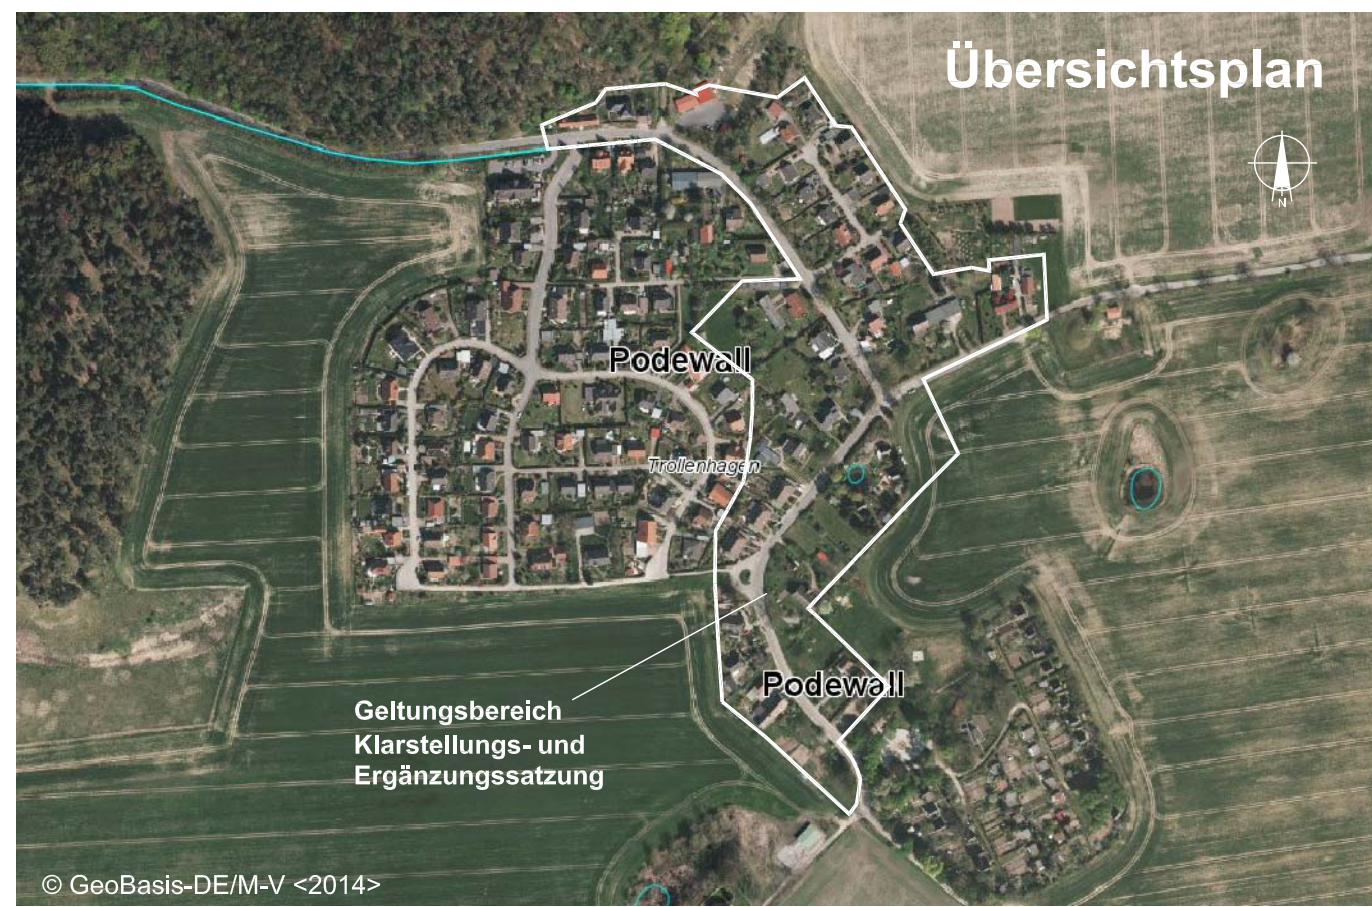 Übersichtsplan
N
Podewall
Trollenhagen
Podewall
Geltungsbereich
Klarstellungs- und
Ergänzungssatzung
© GeoBasis-DE/M-V <2014>